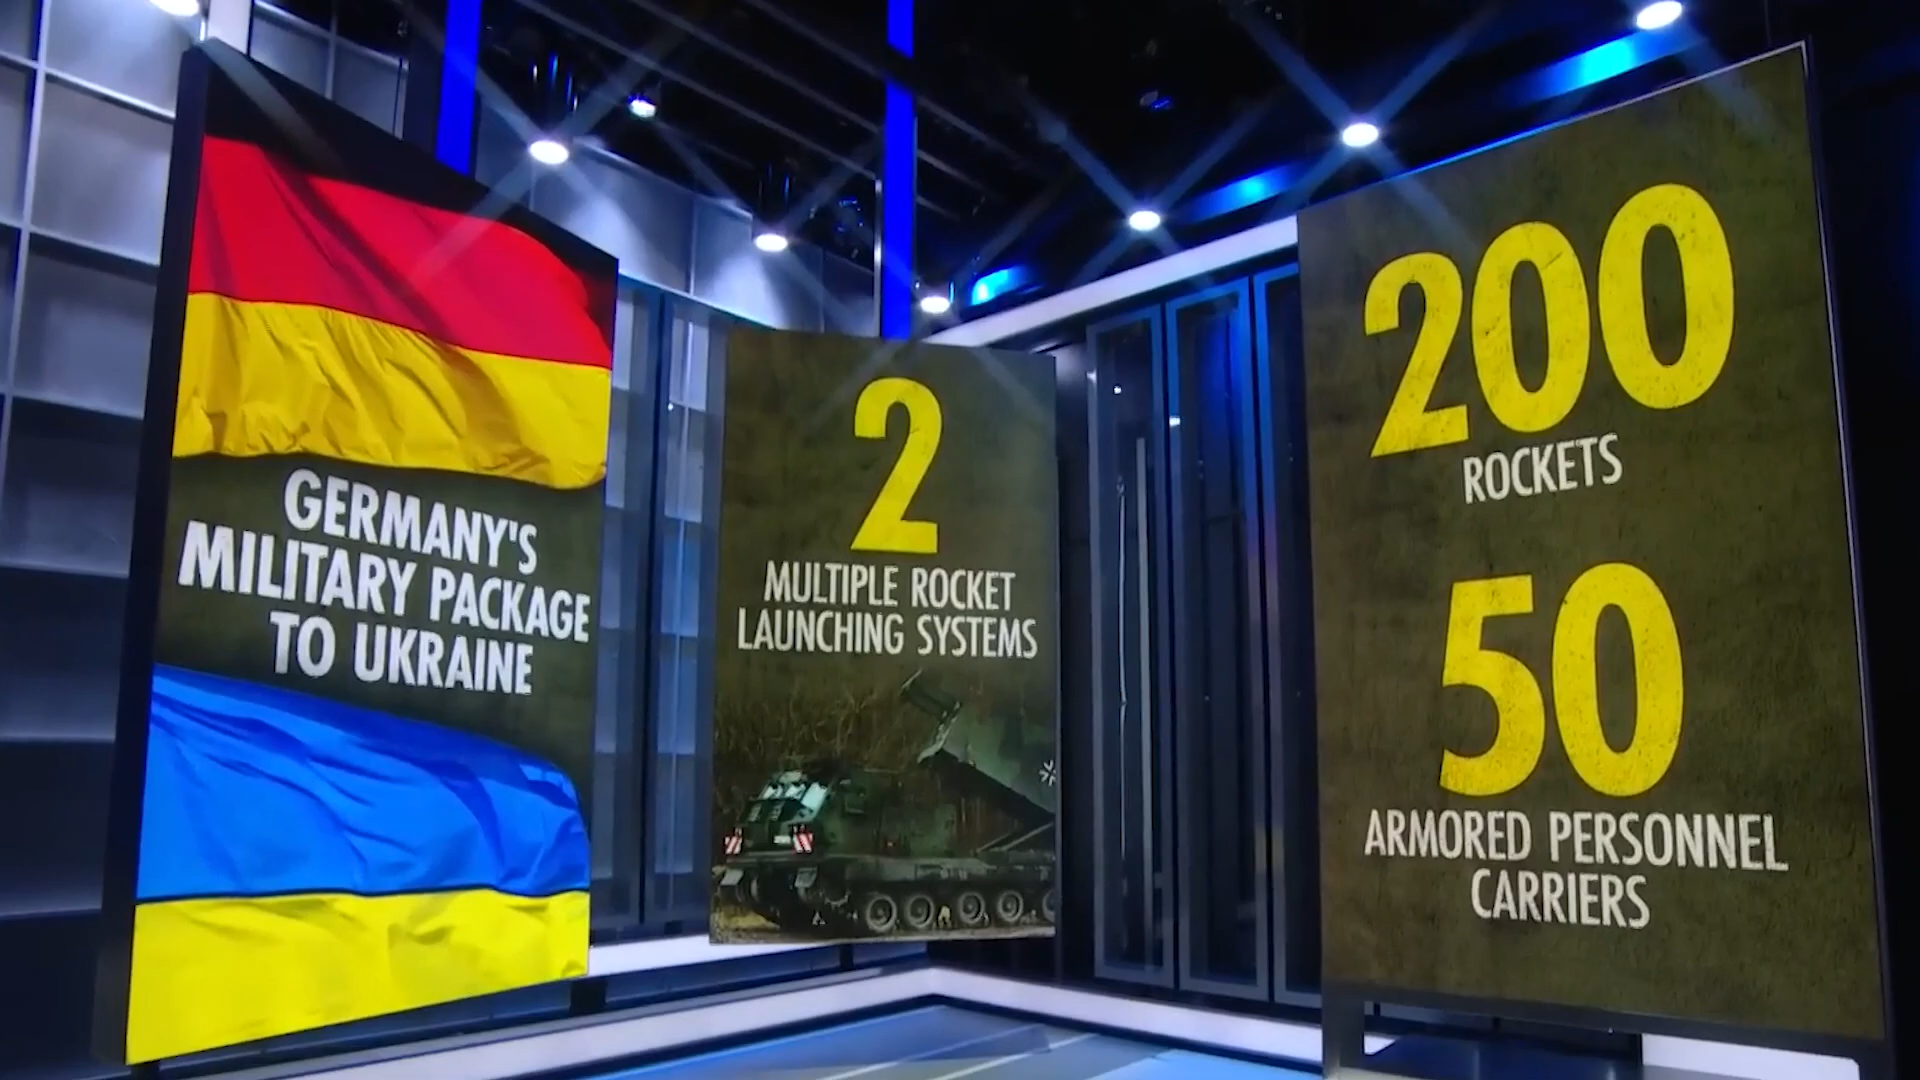 GERMANY'S
MILITARY PACKAGE
TO UKRAINE
2
MULTIPLE ROCKET
LAUNCHING SYSTEMS
200
ROCKETS
50
ARMORED PERSONNEL
CARRIERS